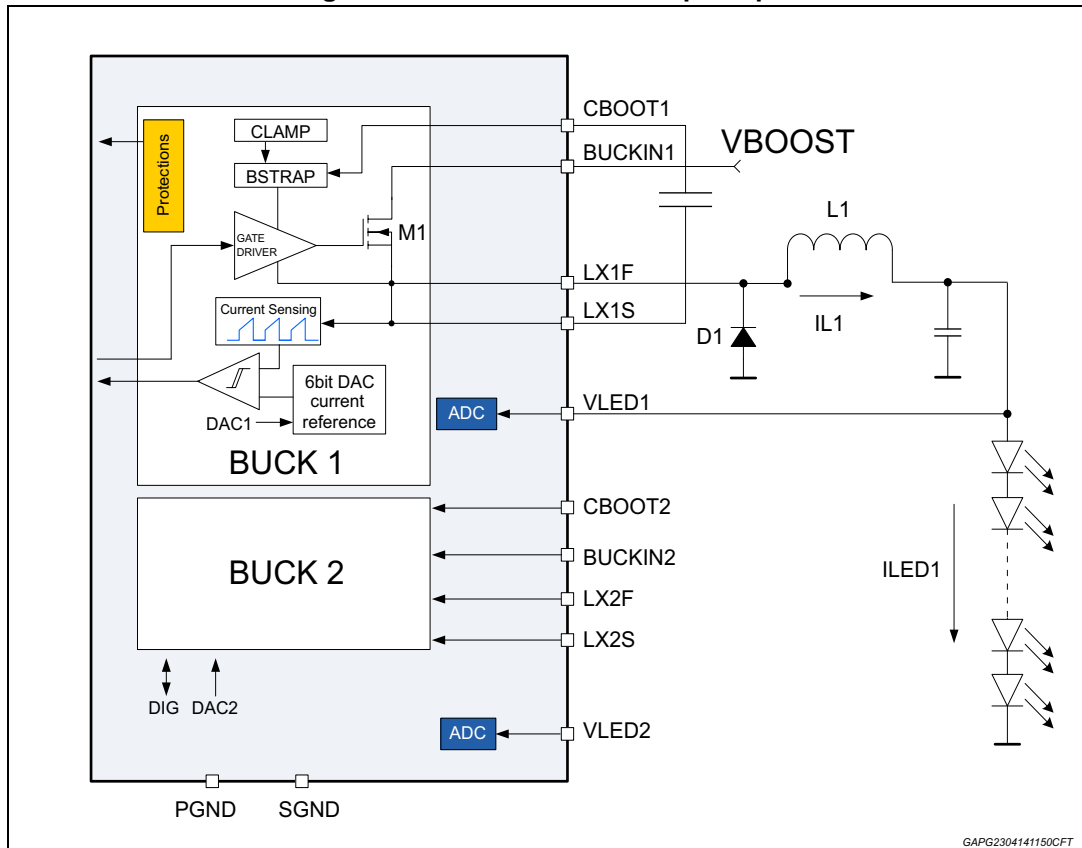 CBOOT1
BUCKIN1
VBOOST
Protections
CLAMP
BSTRAP
GATE
DRIVER
M1
L1
LX1F
IL1
LX1S
D1
Current Sensing
6bit DAC
current
reference
DAC1
ADC
VLED1
BUCK 1
CBOOT2
BUCKIN2
BUCK 2
ILED1
LX2F
LX2S
DIG DAC2
ADC
VLED2
PGND SGND
GAPG2304141150CFT